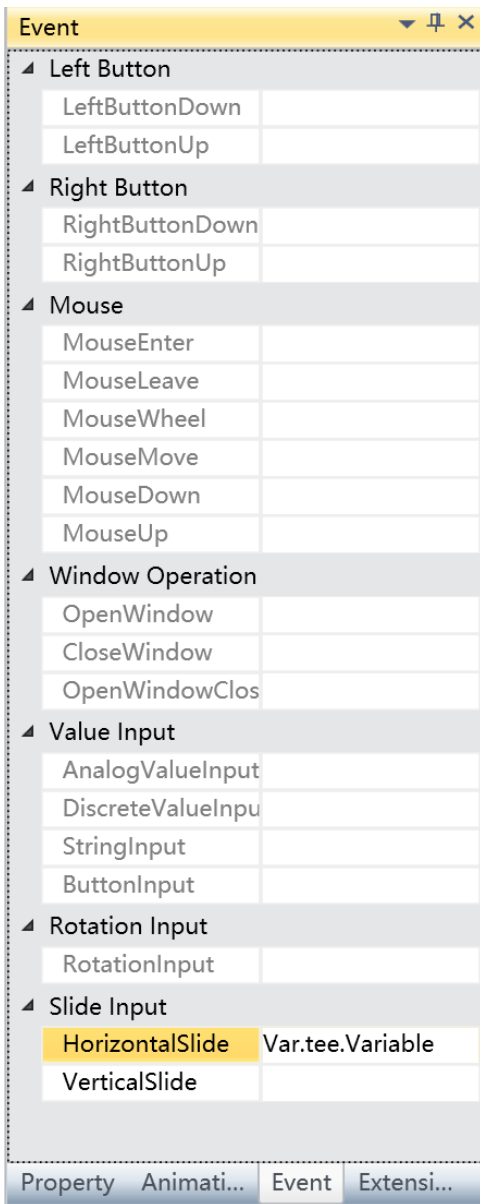 Event
Left Button
LeftButtonDown
LeftButtonUp
Right Button
RightButtonDown
RightButtonUp
Mouse
MouseEnter
MouseLeave
MouseWheel
MouseMove
MouseDown
MouseUp
Window Operation
OpenWindow
CloseWindow
OpenWindowClos
Value Input
AnalogValueInput
DiscreteValueInpu
StringInput
ButtonInput
Rotation Input
RotationInput
Slide Input
HorizontalSlide Var.tee.Variable
VerticalSlide
Property Animati... Event Extensi...